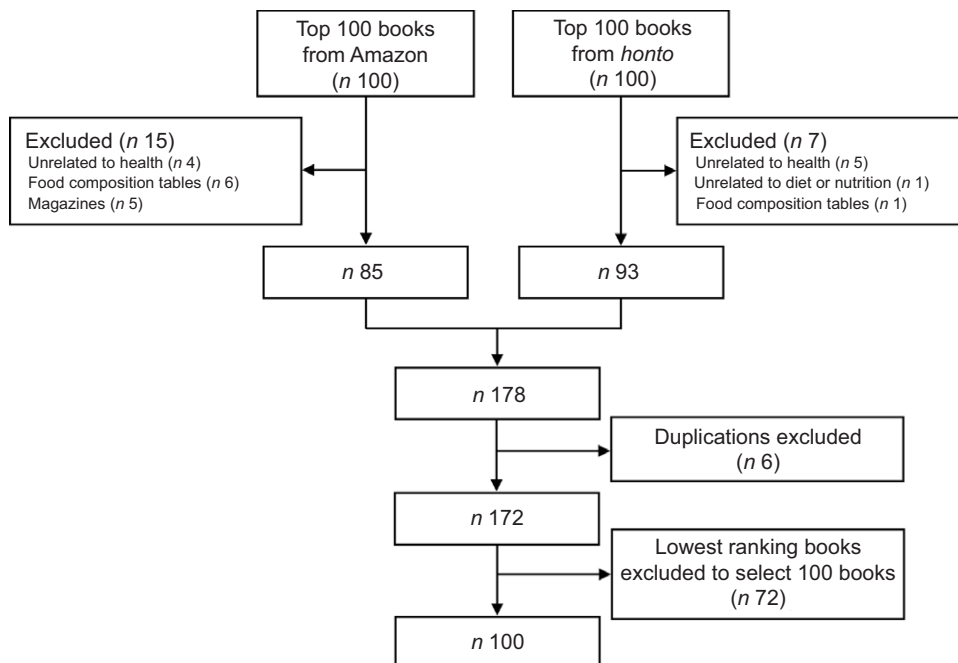 Top 100 books
from Amazon
(n 100)
Top 100 books
from honto
(n 100)
Excluded (n 15)
Unrelated to health (n 4)
Food composition tables (n 6)
Magazines (n 5)
Excluded (n 7)
Unrelated to health (n 5)
Unrelated to diet or nutrition (n 1)
Food composition tables (n 1)
n 85
n 93
n 178
Duplications excluded
(n 6)
n 172
Lowest ranking books
excluded to select 100 books
(n 72)
n 100